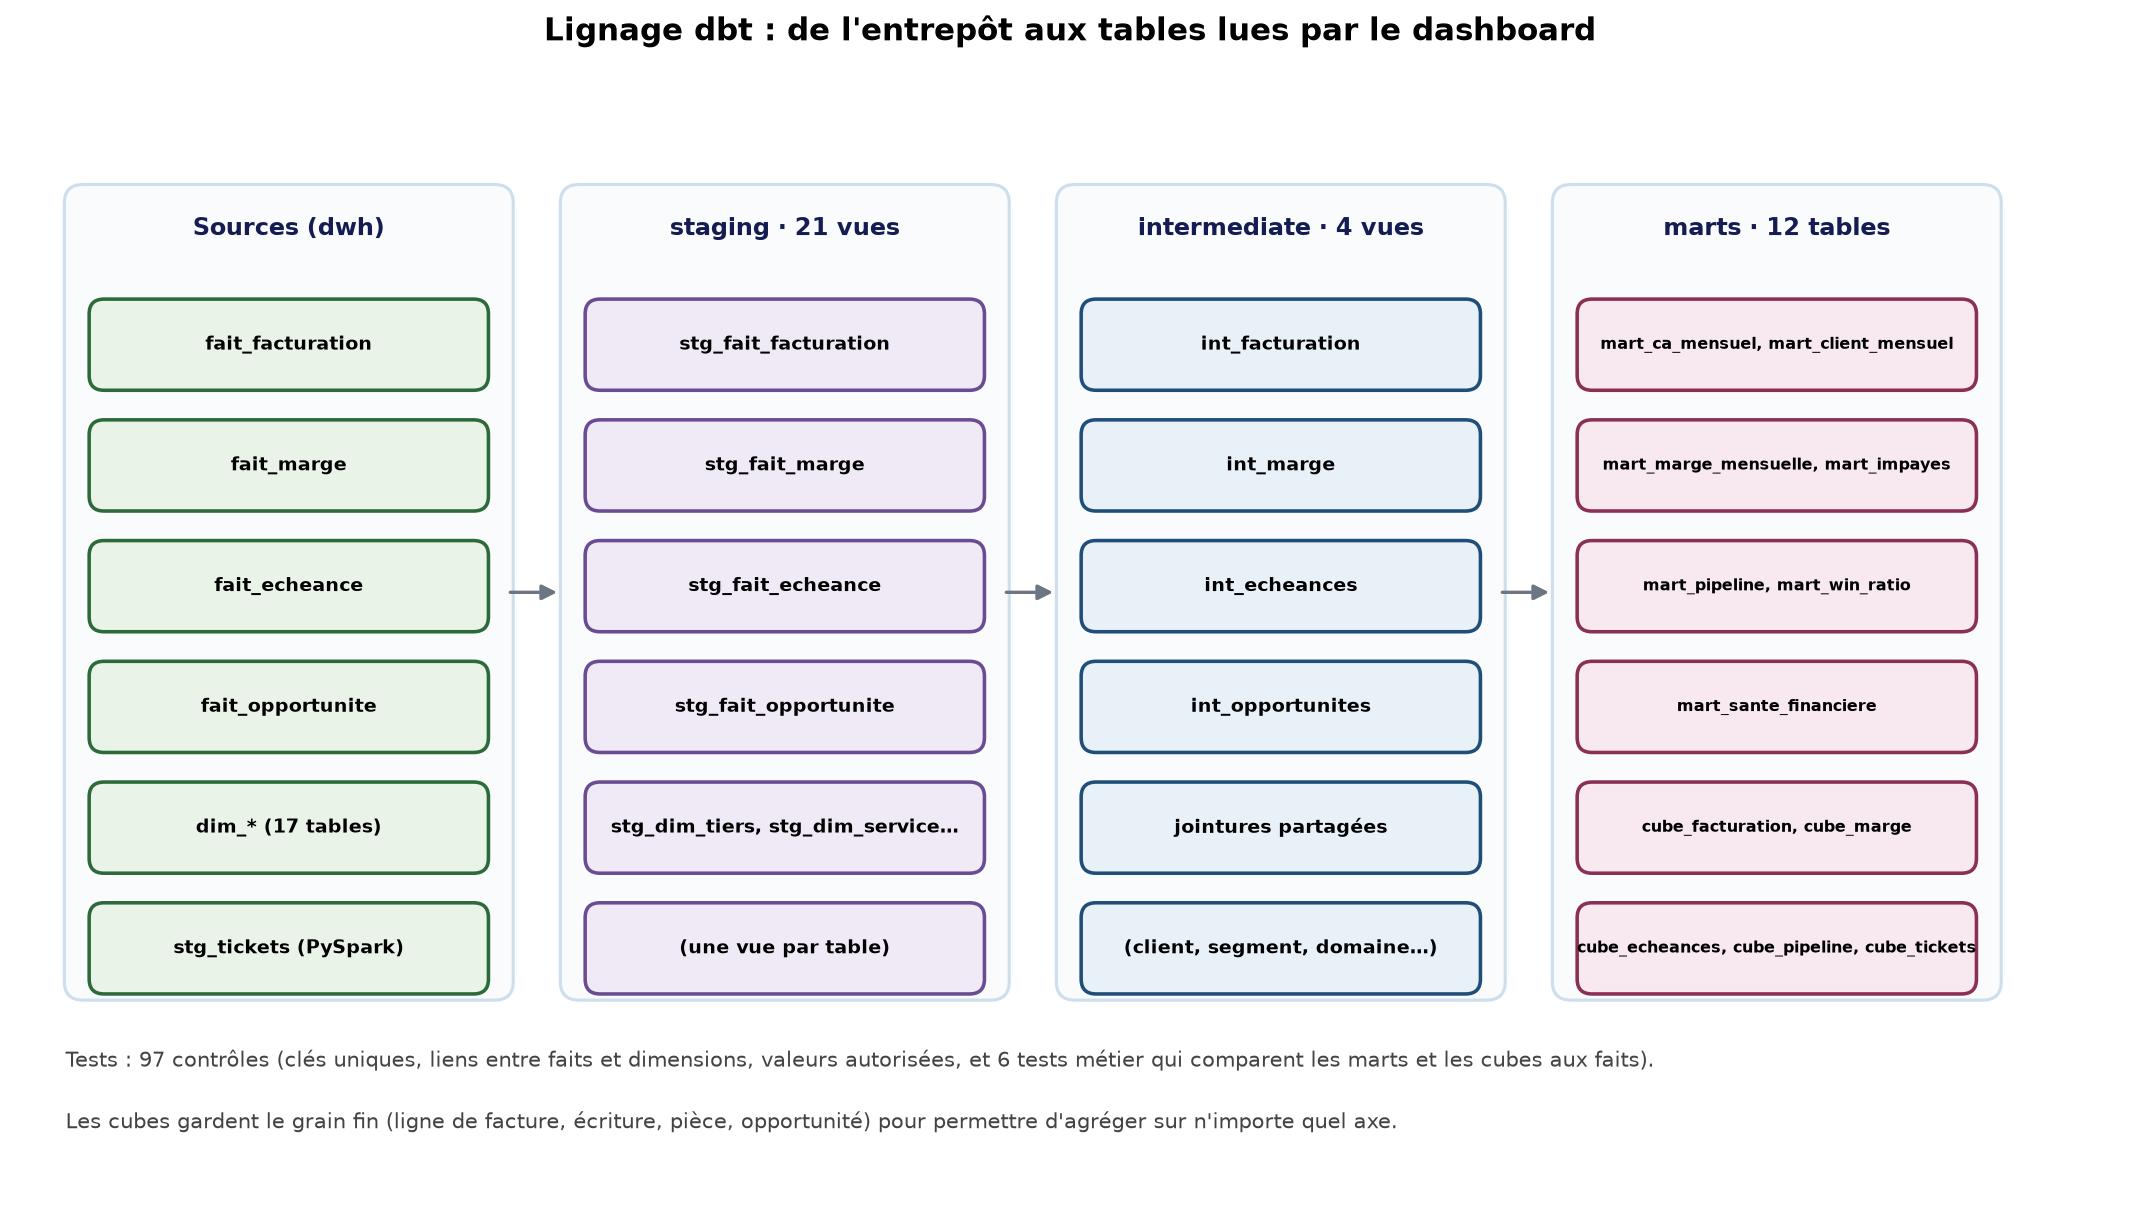 Lignage dbt : de l'entrepôt aux tables lues par le dashboard
Sources (dwh)
fait_facturation
fait_marge
fait_echeance
fait_opportunite
dim_* (17 tables)
stg_tickets (PySpark)
staging · 21 vues
stg_fait_facturation
stg_fait_marge
stg_fait_echeance
stg_fait_opportunite
stg_dim_tiers, stg_dim_service…
(une vue par table)
intermediate · 4 vues
int_facturation
int_marge
int_echeances
int_opportunites
jointures partagées
(client, segment, domaine…)
marts · 12 tables
mart_ca_mensuel, mart_client_mensuel
mart_marge_mensuelle, mart_impayes
mart_pipeline, mart_win_ratio
mart_sante_financiere
cube_facturation, cube_marge
cube_echeances, cube_pipeline, cube_tickets
Tests : 97 contrôles (clés uniques, liens entre faits et dimensions, valeurs autorisées, et 6 tests métier qui comparent les marts et les cubes aux faits).
Les cubes gardent le grain fin (ligne de facture, écriture, pièce, opportunité) pour permettre d'agréger sur n'importe quel axe.